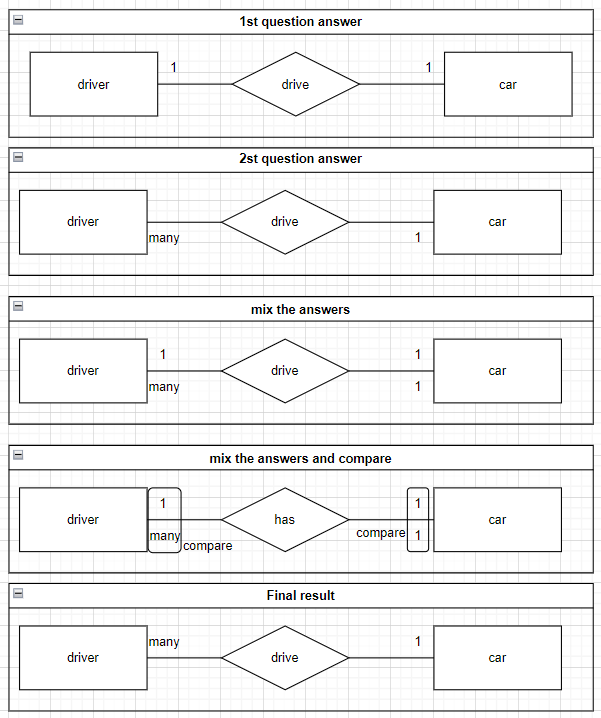 1st question answer
driver 1 drive 1 car
2st question answer
driver drive car
many 1
mix the answers
1 1
driver drive car
many 1
mix the answers and compare
1 1
driver has car
many compare compare 1
Final result
many 1
driver drive car